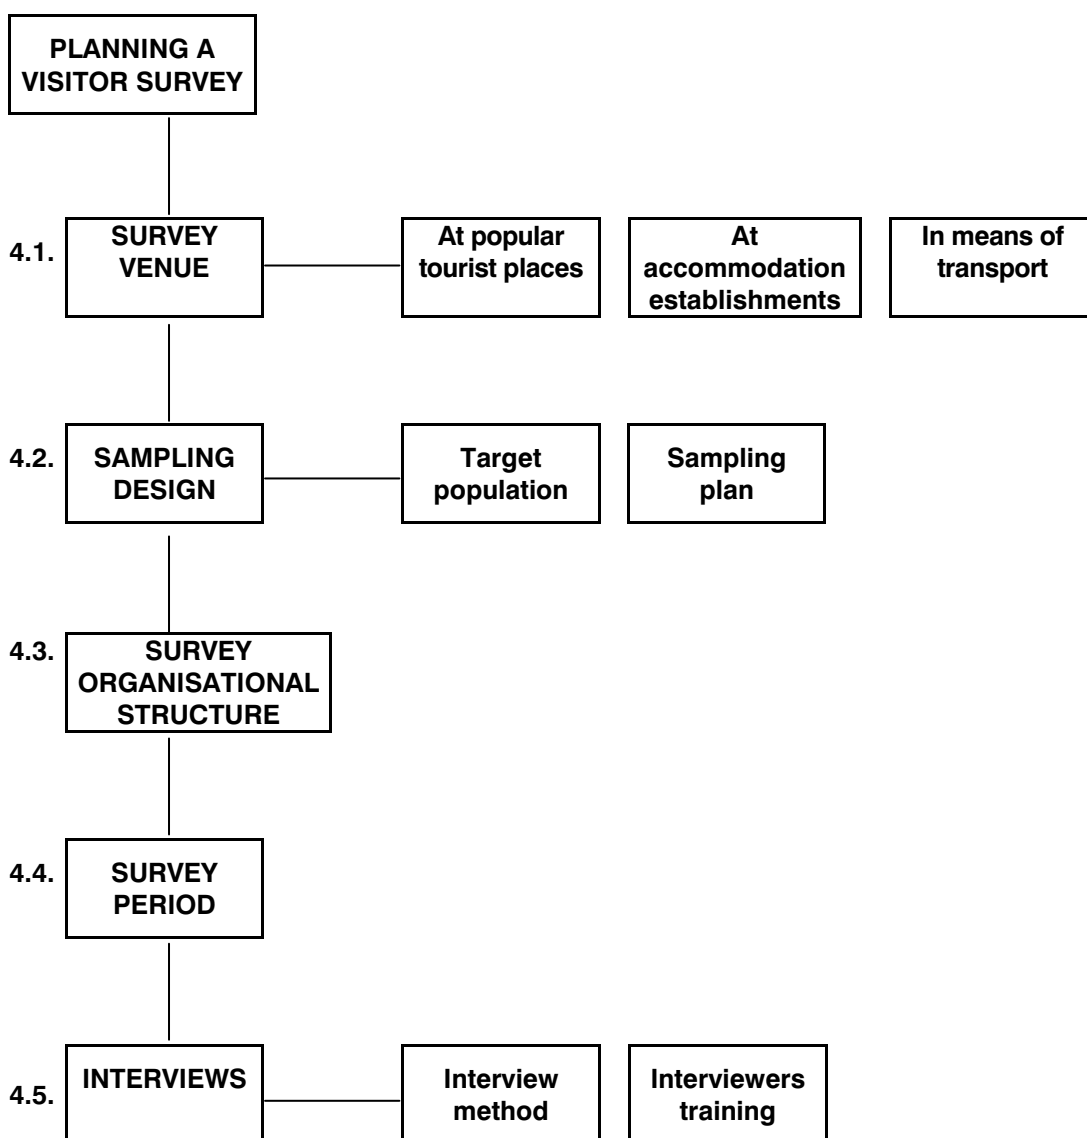 PLANNING A
VISITOR SURVEY
4.1.
SURVEY
VENUE
At popular
tourist places
At
accommodation
establishments
In means of
transport
4.2.
SAMPLING
DESIGN
Target
population
Sampling
plan
4.3.
SURVEY
ORGANISATIONAL
STRUCTURE
4.4.
SURVEY
PERIOD
4.5.
INTERVIEWS
Interview
method
Interviewers
training